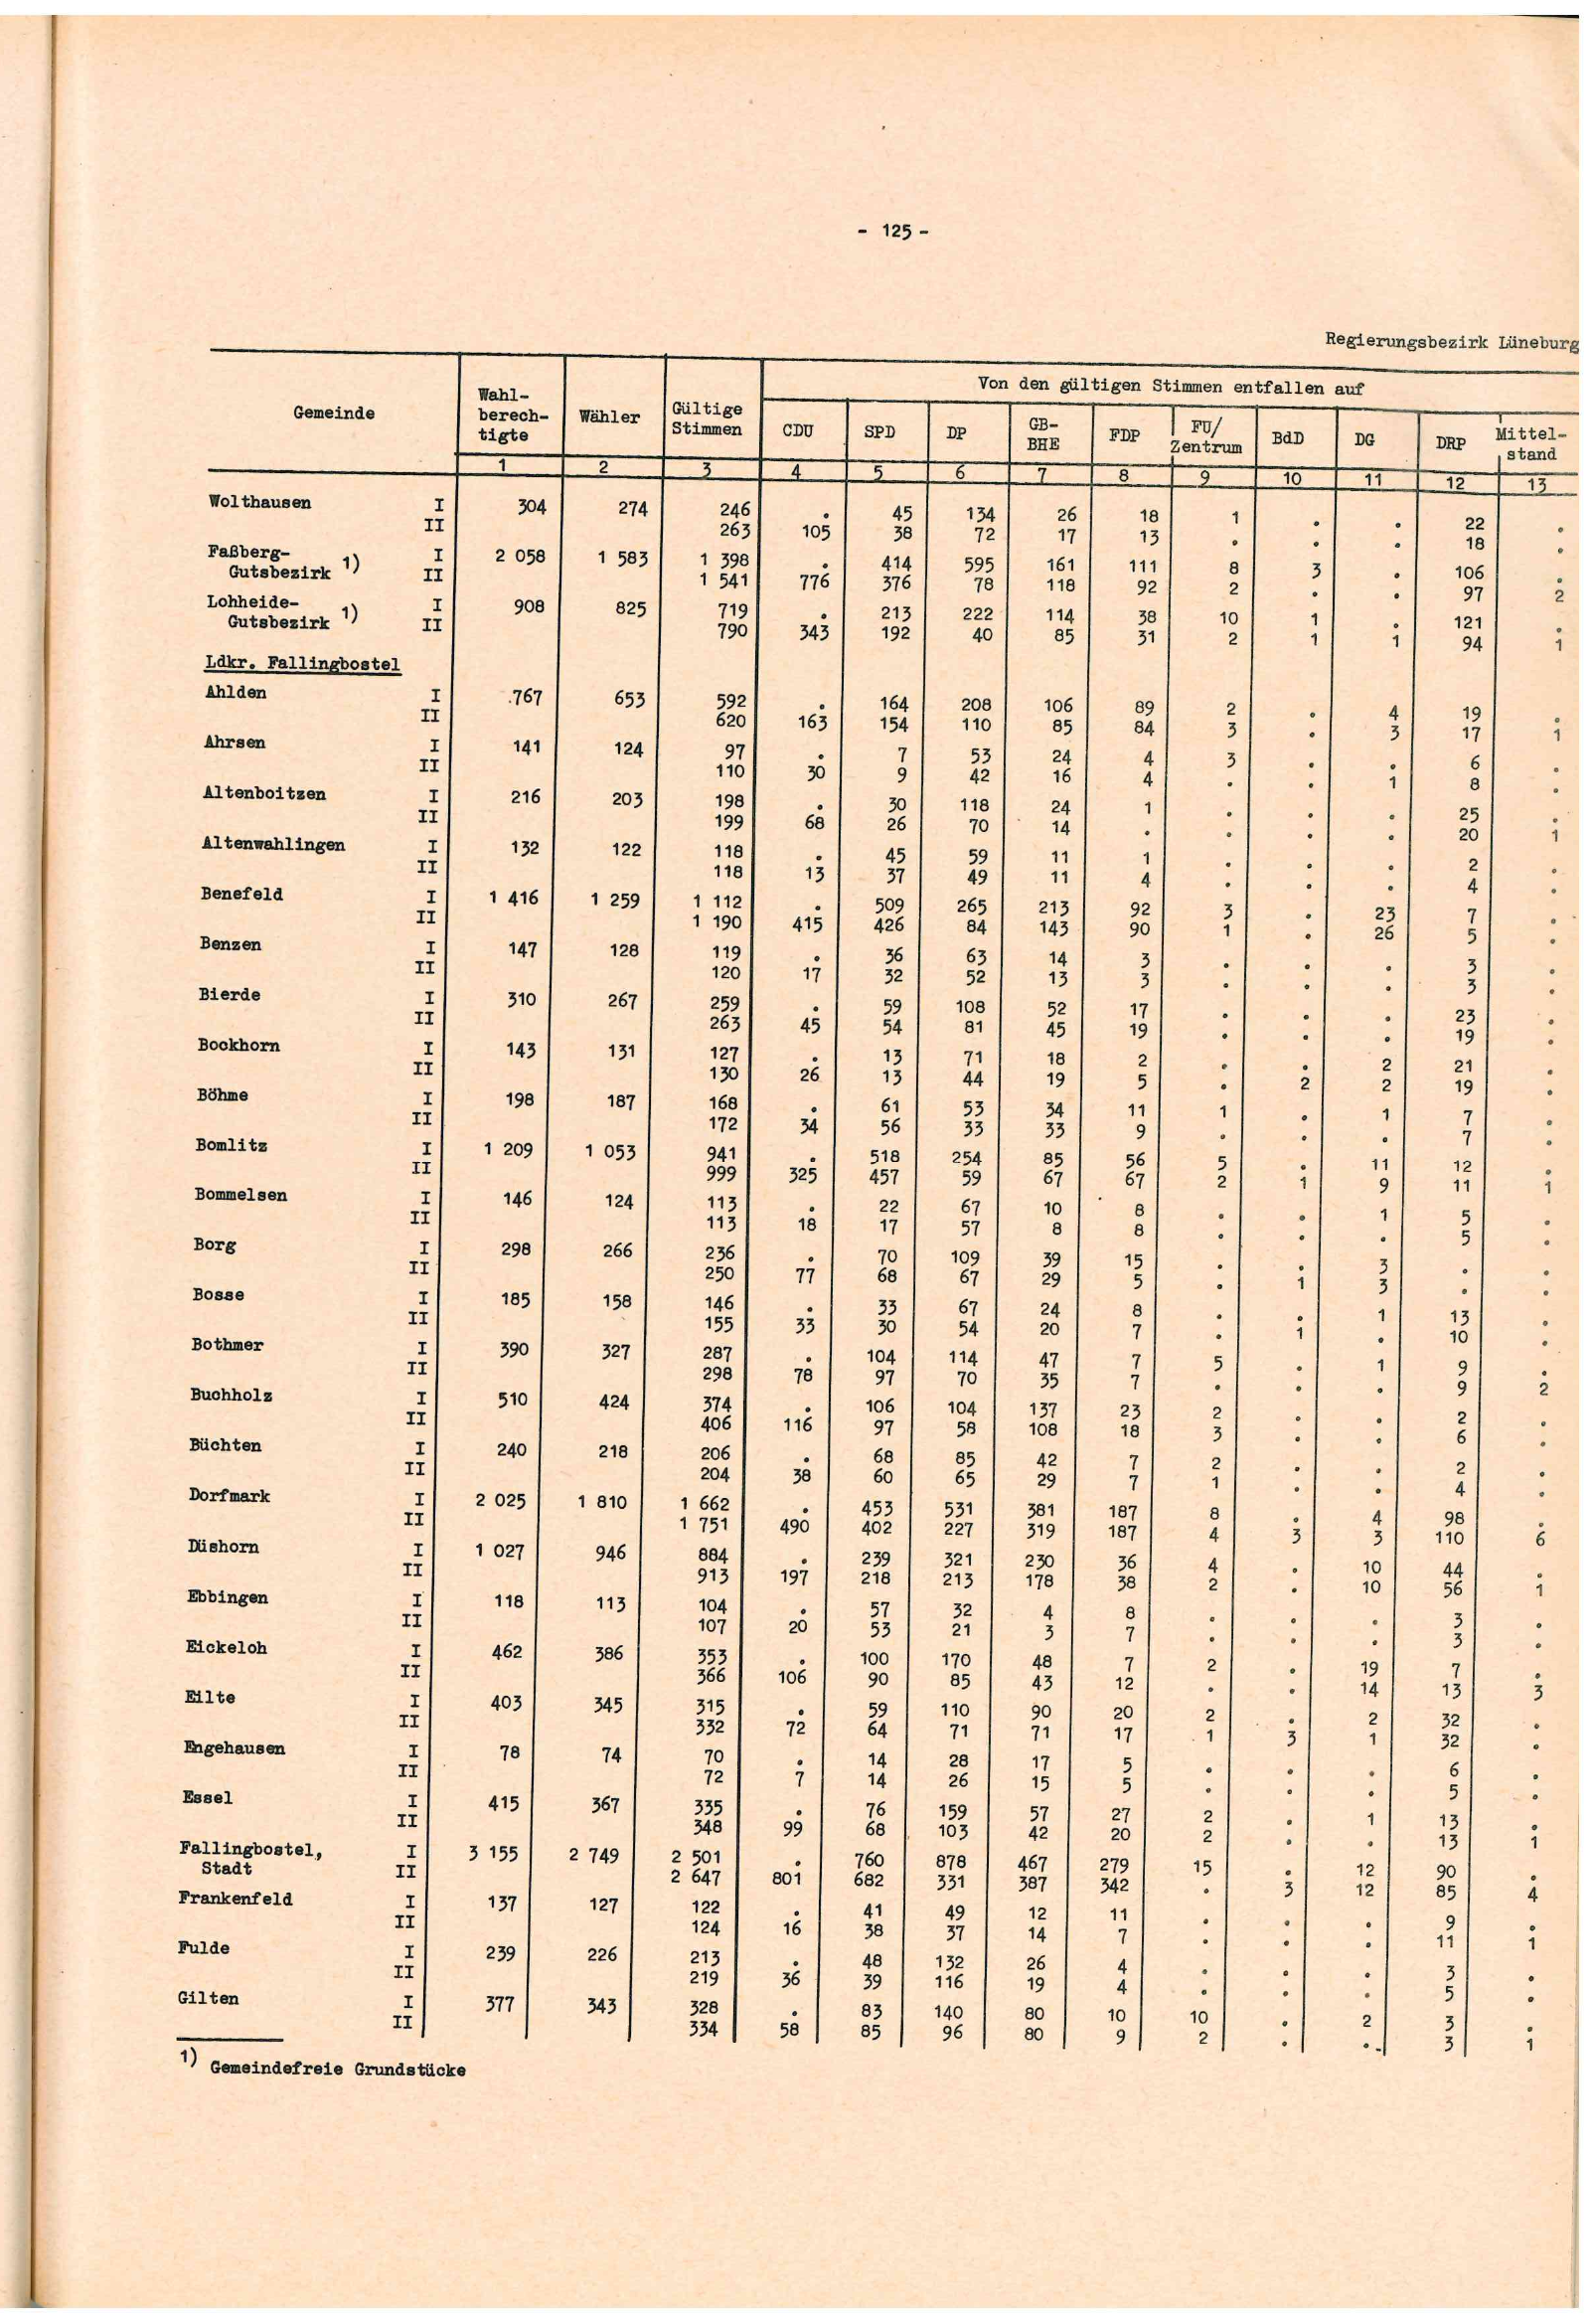 - 125 -
Regierungsbezirk Lüneburg
Gemeinde Wahl-berech-tigte Wähler Gültige Stimmen Von den gültigen Stimmen entfallen auf
CDU SPD DP GB-BHE FDP FU/Zentrum BdD DG DRP Mittel-stand
1 2 3 4 5 6 7 8 9 10 11 12 13
Wolthausen I 304 274 246 . 45 134 26 18 1 . . 22 .
II 263 105 38 72 17 13 . . . 18 .
Faßberg-Gutsbezirk 1) I 2 058 1 583 1 398 . 414 595 161 111 8 3 . 106 .
II 1 541 776 376 78 118 92 2 . . 97 2
Lohheide-Gutsbezirk 1) I 908 825 719 . 213 222 114 38 10 1 . 121 .
II 790 343 192 40 85 31 2 1 1 94 1
Ldkr. Fallingbostel
Ahlden I 767 653 592 . 164 208 106 89 2 . 4 19 .
II 620 163 154 110 85 84 3 . 3 17 1
Ahrsen I 141 124 97 . 7 53 24 4 3 . . 6 .
II 110 30 9 42 16 4 . . 1 8 .
Altenboitzen I 216 203 198 . 30 118 24 1 . . . 25 .
II 199 68 26 70 14 . . . . 20 1
Altenwahlingen I 132 122 118 . 45 59 11 1 . . . 2 .
II 118 13 37 49 11 4 . . . 4 .
Benefeld I 1 416 1 259 1 112 . 509 265 213 92 3 . 23 7 .
II 1 190 415 426 84 143 90 1 . 26 5 .
Benzen I 147 128 119 . 36 63 14 3 . . . 3 .
II 120 17 32 52 13 3 . . . 3 .
Bierde I 310 267 259 . 59 108 52 17 . . . 23 .
II 263 45 54 81 45 19 . . . 19 .
Bockhorn I 143 131 127 . 13 71 18 2 . . 2 21 .
II 130 26 13 44 19 5 . 2 2 19 .
Böhme I 198 187 168 . 61 53 34 11 1 . 1 7 .
II 172 34 56 33 33 9 . . . 7 .
Bomlitz I 1 209 1 053 941 . 518 254 85 56 5 . 11 12 .
II 999 325 457 59 67 67 2 1 9 11 1
Bommelsen I 146 124 113 . 22 67 10 8 . . 1 5 .
II 113 18 17 57 8 8 . . . 5 .
Borg I 298 266 236 . 70 109 39 15 . . 3 . .
II 250 77 68 67 29 5 . 1 3 . .
Bosse I 185 158 146 . 33 67 24 8 . . 1 13 .
II 155 33 30 54 20 7 . 1 . 10 .
Bothmer I 390 327 287 . 104 114 47 7 5 . 1 9 .
II 298 78 97 70 35 7 . . . 9 2
Buchholz I 510 424 374 . 106 104 137 23 2 . . 2 .
II 406 116 97 58 108 18 3 . . 6 .
Büchten I 240 218 206 . 68 85 42 7 2 . . 2 .
II 204 38 60 65 29 7 1 . . 4 .
Dorfmark I 2 025 1 810 1 662 . 453 531 381 187 8 . 4 98 .
II 1 751 490 402 227 319 187 4 3 3 110 6
Düshorn I 1 027 946 884 . 239 321 230 36 4 . 10 44 .
II 913 197 218 213 178 38 2 . 10 56 1
Ebbingen I 118 113 104 . 57 32 4 8 . . . 3 .
II 107 20 53 21 3 7 . . . 3 .
Eickeloh I 462 386 353 . 100 170 48 7 2 . 19 7 .
II 366 106 90 85 43 12 . . 14 13 3
Eilte I 403 345 315 . 59 110 90 20 2 . 2 32 .
II 332 72 64 71 71 17 1 3 1 32 .
Engehausen I 78 74 70 . 14 28 17 5 . . . 6 .
II 72 7 14 26 15 5 . . . 5 .
Essel I 415 367 335 . 76 159 57 27 2 . 1 13 .
II 348 99 68 103 42 20 2 . . 13 1
Fallingbostel, Stadt I 3 155 2 749 2 501 . 760 878 467 279 15 . 12 90 .
II 2 647 801 682 331 387 342 . 3 12 85 4
Frankenfeld I 137 127 122 . 41 49 12 11 . . . 9 .
II 124 16 38 37 14 7 . . . 11 1
Fulde I 239 226 213 . 48 132 26 4 . . . 3 .
II 219 36 39 116 19 4 . . . 5 .
Gilten I 377 343 328 . 83 140 80 10 10 . 2 3 .
II 334 58 85 96 80 9 2 . . 3 1
1) Gemeindefreie Grundstücke